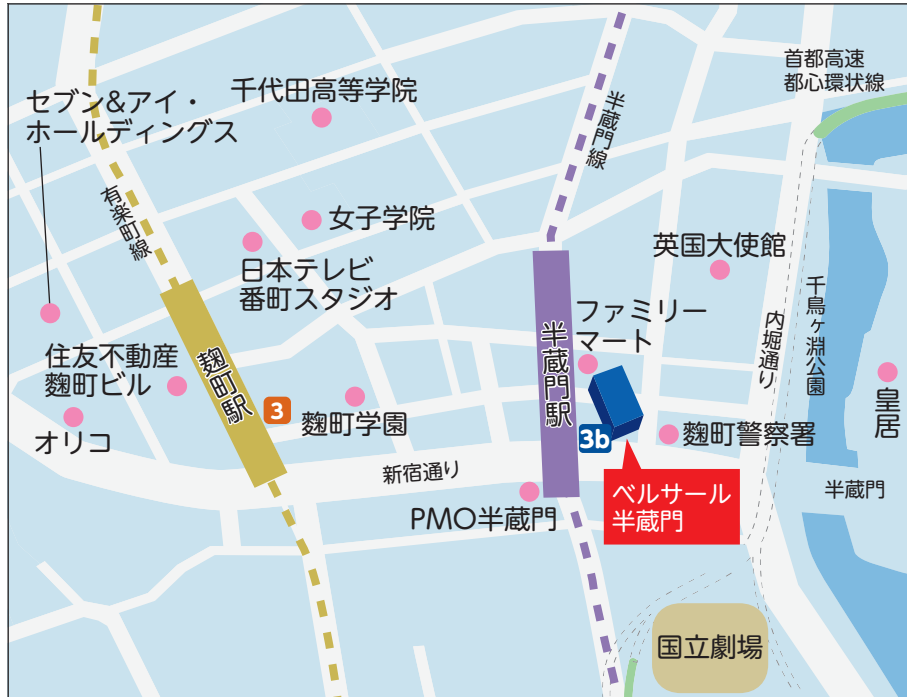 首都高速
都心環状線
千代田高等学院
セブン&アイ・
ホールディングス
半蔵門線
有楽町線
女子学院
英国大使館
日本テレビ
番町スタジオ
千鳥ヶ淵公園
ファミリー
マート
内堀通り
半蔵門駅
住友不動産
麴町ビル
麴町駅
皇居
3
麴町学園
オリコ
3b
麴町警察署
新宿通り
ベルサール
半蔵門
半蔵門
PMO半蔵門
国立劇場